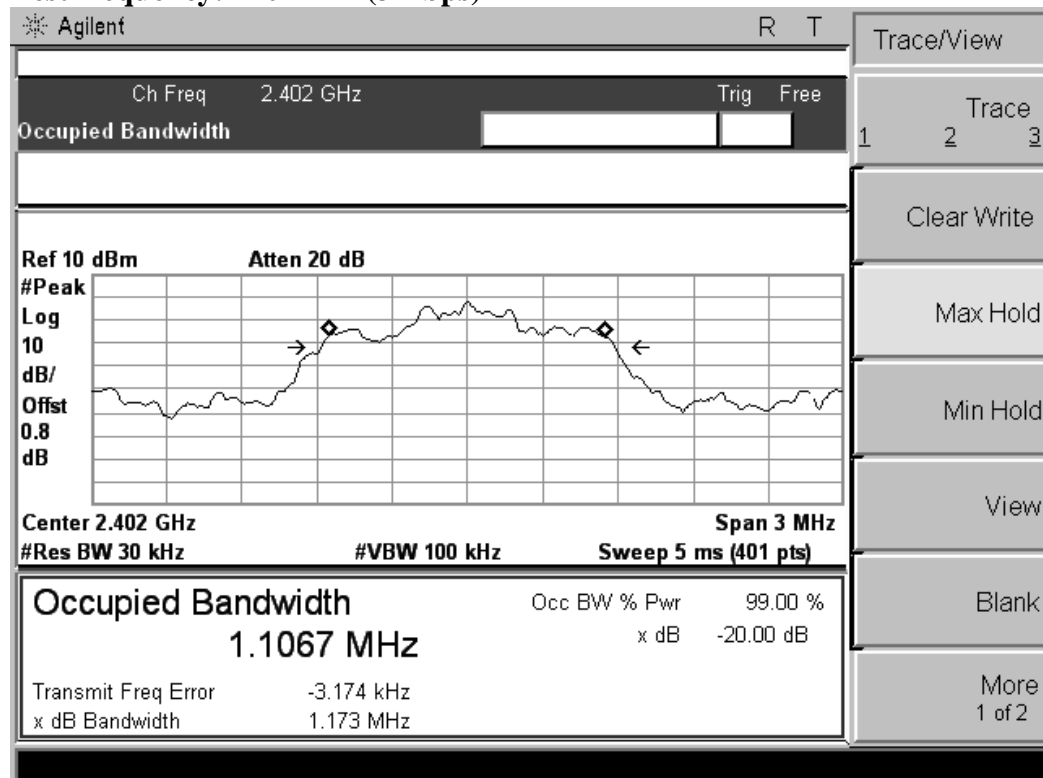 Agilent R T
Trace/View
Ch Freq 2.402 GHz Trig Free
Occupied Bandwidth
Trace
1 2 3
Clear Write
Max Hold
Min Hold
View
Blank
More
1 of 2
Ref 10 dBm Atten 20 dB
#Peak
Log
10
dB/
Offst
0.8
dB
Center 2.402 GHz Span 3 MHz
#Res BW 30 kHz #VBW 100 kHz Sweep 5 ms (401 pts)
Occupied Bandwidth Occ BW % Pwr 99.00 %
1.1067 MHz x dB -20.00 dB
Transmit Freq Error -3.174 kHz
x dB Bandwidth 1.173 MHz